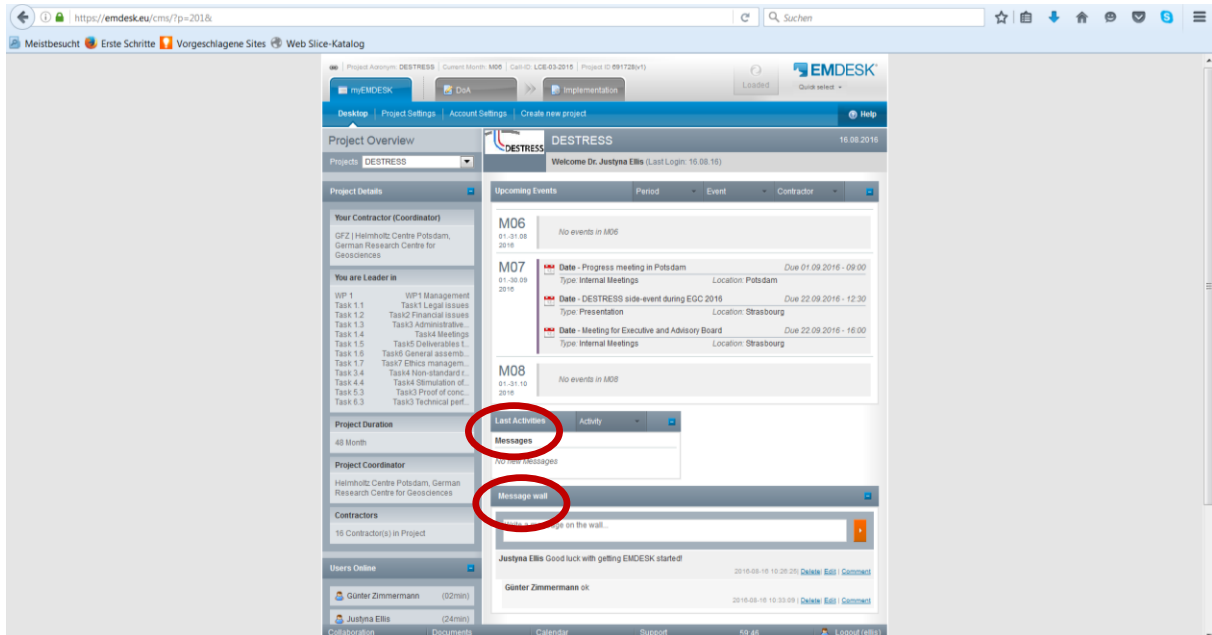 https://emdesk.eu/cms/?p=201&
Suchen
Meistbesucht Erste Schritte Vorgeschlagene Sites Web Slice-Katalog
Project Acronym: DESTRESS | Current Month: M06 | Call-ID: LCE-03-2015 | Project ID 691728(v1)
Loaded
EMDESK
Quick select
myEMDESK DoA Implementation
Desktop | Project Settings | Account Settings | Create new project
Help
Project Overview
Projects DESTRESS
DESTRESS
DESTRESS
16.08.2016
Welcome Dr. Justyna Ellis (Last Login: 16.08.16)
Project Details
Your Contractor (Coordinator)
GFZ | Helmholtz Centre Potsdam,
German Research Centre for
Geosciences
You are Leader in
WP 1 WP1 Management
Task 1.1 Task1 Legal issues
Task 1.2 Task2 Financial issues
Task 1.3 Task3 Administrative...
Task 1.4 Task4 Meetings
Task 1.5 Task5 Deliverables t...
Task 1.6 Task6 General assemb...
Task 1.7 Task7 Ethics managem...
Task 3.4 Task4 Non-standard r...
Task 4.4 Task4 Stimulation of...
Task 5.3 Task3 Proof of conc...
Task 6.3 Task3 Technical perf...
Project Duration
48 Month
Project Coordinator
Helmholtz Centre Potsdam, German
Research Centre for Geosciences
Contractors
16 Contractor(s) in Project
Users Online
Günter Zimmermann (02min)
Justyna Ellis (24min)
Upcoming Events Period Event Contractor
M06
01.-31.08
2016
No events in M06
M07
01.-30.09
2016
Date - Progress meeting in Potsdam Due 01.09.2016 - 09:00
Type: Internal Meetings Location: Potsdam
Date - DESTRESS side-event during EGC 2016 Due 22.09.2016 - 12:30
Type: Presentation Location: Strasbourg
Date - Meeting for Executive and Advisory Board Due 22.09.2016 - 16:00
Type: Internal Meetings Location: Strasbourg
M08
01.-31.10
2016
No events in M08
Last Activities Activity
Messages
No new Messages
Message wall
Write a message on the wall...
Justyna Ellis Good luck with getting EMDESK started!
Delete | Edit | Comment
Günter Zimmermann ok
Delete | Edit | Comment
Collaboration Documents Calendar Support 59:46 Logout (ellis)